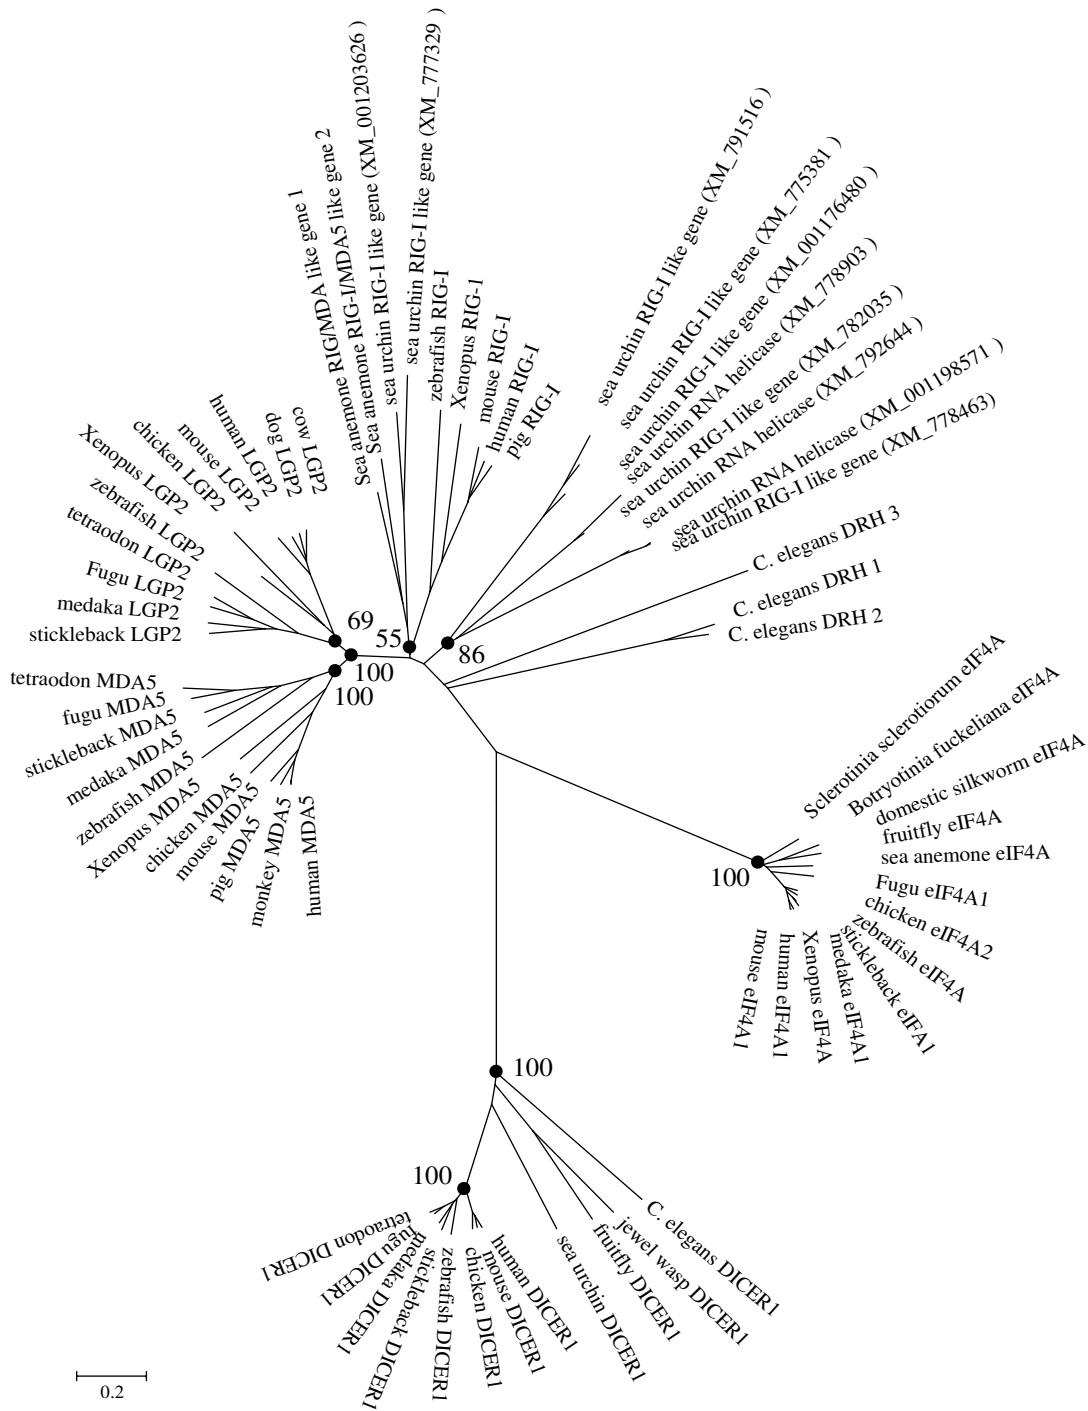 sea urchin RIG-I like gene (XM_777329 )
sea urchin RIG-I like gene (XM_001203626 )
Sea anemone RIG-I/MDA5 like gene 2
Sea anemone RIG/MDA like gene 1
zebrafish RIG-I
Xenopus RIG-1
mouse RIG-I
human RIG-I
pig RIG-I
sea urchin RIG-I like gene (XM_791516 )
sea urchin RIG-I like gene (XM_775381 )
sea urchin RIG-I like gene (XM_001176480 )
sea urchin RNA helicase (XM_778903 )
sea urchin RIG-I like gene (XM_782035 )
sea urchin RNA helicase (XM_792644 )
sea urchin RNA helicase (XM_001198571 )
sea urchin RIG-I like gene (XM_778463)
C. elegans DRH 3
C. elegans DRH 1
C. elegans DRH 2
cow LGP2
dog LGP2
human LGP2
mouse LGP2
chicken LGP2
Xenopus LGP2
zebrafish LGP2
tetraodon LGP2
Fugu LGP2
medaka LGP2
stickleback LGP2
69
55
86
100
100
tetraodon MDA5
fugu MDA5
stickleback MDA5
medaka MDA5
zebrafish MDA5
Xenopus MDA5
chicken MDA5
mouse MDA5
pig MDA5
monkey MDA5
human MDA5
Sclerotinia sclerotiorum eIF4A
Botryotinia fuckeliana eIF4A
domestic silkworm eIF4A
fruitfly eIF4A
sea anemone eIF4A
Fugu eIF4A1
chicken eIF4A2
zebrafish eIF4A
stickleback eIFA1
medaka eIF4A1
Xenopus eIF4A
human eIF4A1
mouse eIF4A1
100
100
100
C. elegans DICER1
jewel wasp DICER1
fruitfly DICER1
sea urchin DICER1
human DICER1
mouse DICER1
chicken DICER1
zebrafish DICER1
stickleback DICER1
medaka DICER1
fugu DICER1
tetraodon DICER1
0.2